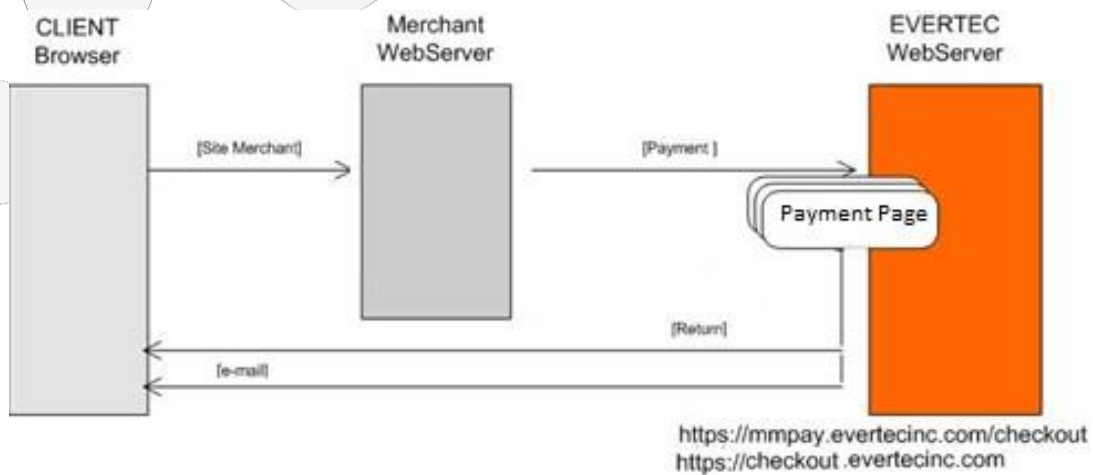 CLIENT
Browser
Merchant
WebServer
EVERTEC
WebServer
[Site Merchant]
[Payment ]
Payment Page
[Return]
[e-mail]
https://mmpay.evertecinc.com/checkout
https://checkout .evertecinc.com